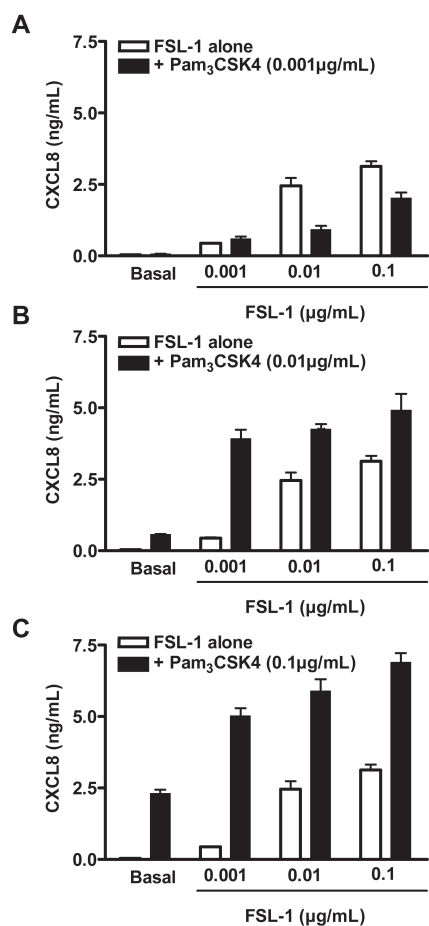 A
7.5
FSL-1 alone
+ Pam₃CSK4 (0.001µg/mL)
5.0
CXCL8 (ng/mL)
2.5
0.0
Basal 0.001 0.01 0.1
FSL-1 (µg/mL)
B
7.5
FSL-1 alone
+ Pam₃CSK4 (0.01µg/mL)
5.0
CXCL8 (ng/mL)
2.5
0.0
Basal 0.001 0.01 0.1
FSL-1 (µg/mL)
C
7.5
FSL-1 alone
+ Pam₃CSK4 (0.1µg/mL)
5.0
CXCL8 (ng/mL)
2.5
0.0
Basal 0.001 0.01 0.1
FSL-1 (µg/mL)